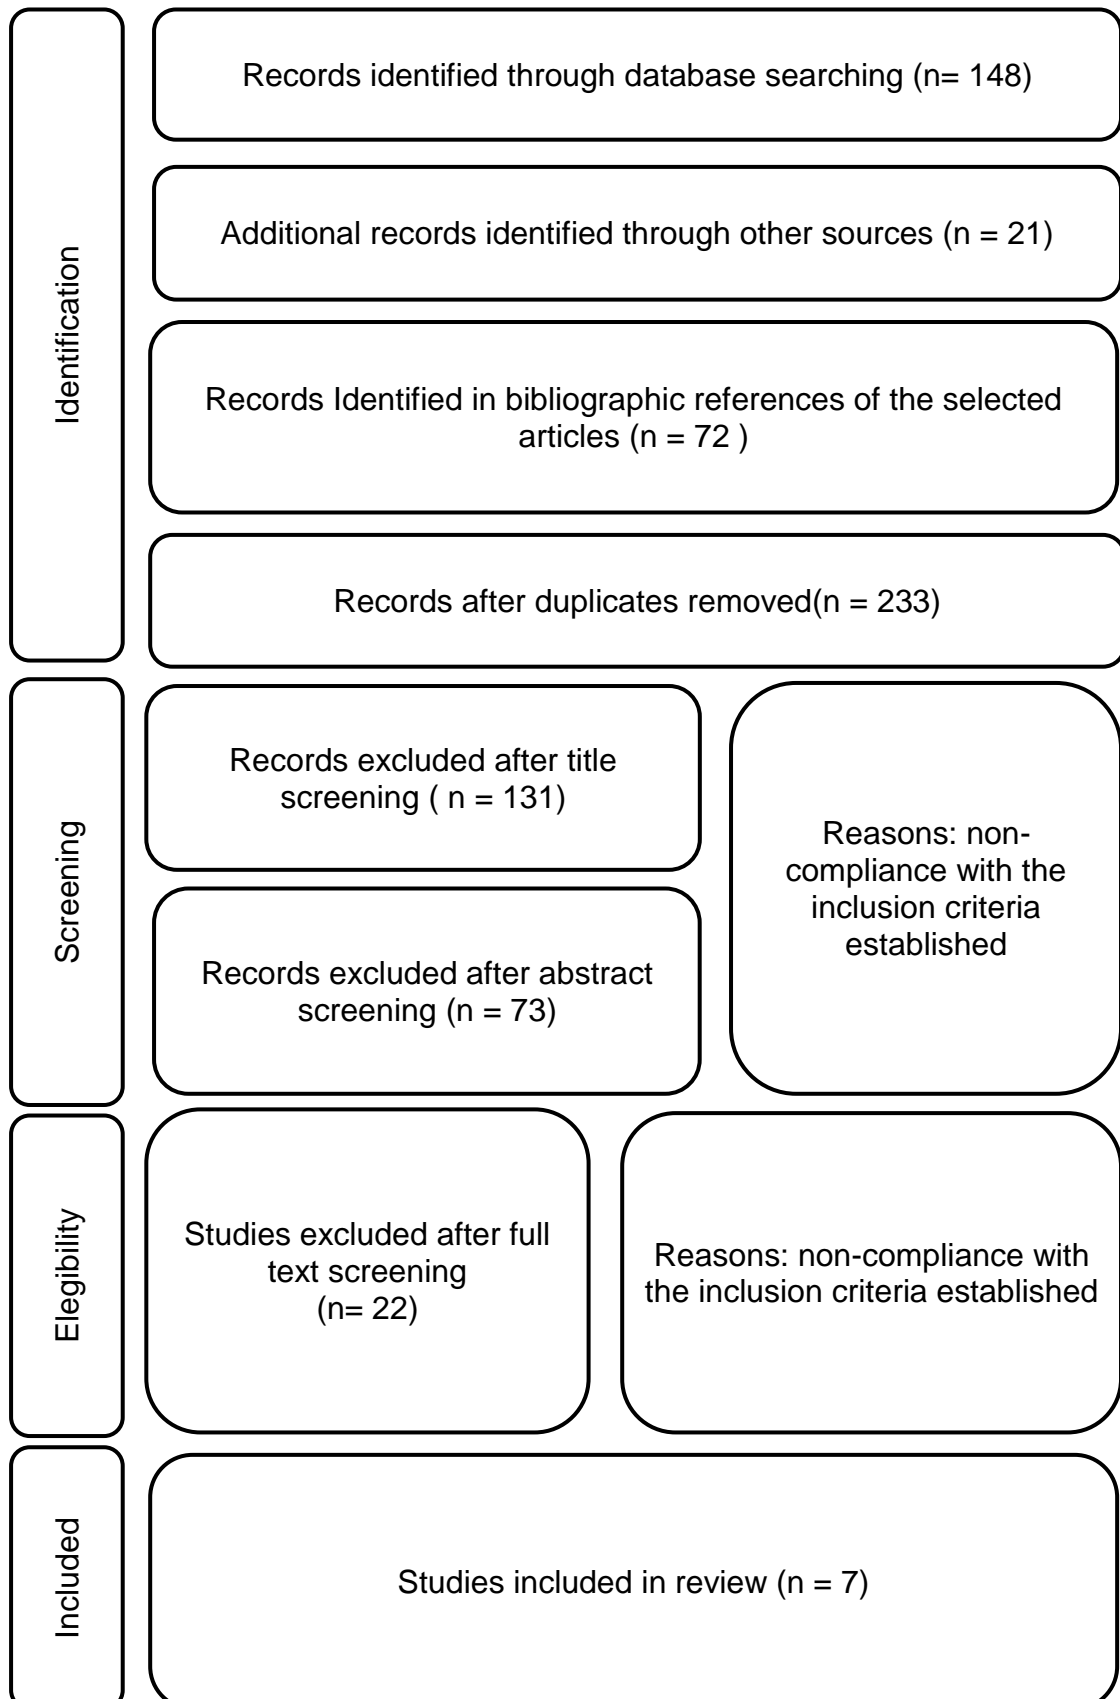 Identification
Records identified through database searching (n= 148)
Additional records identified through other sources (n = 21)
Records Identified in bibliographic references of the selected
articles (n = 72 )
Records after duplicates removed(n = 233)
Screening
Records excluded after title
screening ( n = 131)
Records excluded after abstract
screening (n = 73)
Reasons: non-
compliance with the
inclusion criteria
established
Elegibility
Studies excluded after full
text screening
(n= 22)
Reasons: non-compliance with
the inclusion criteria established
Included
Studies included in review (n = 7)